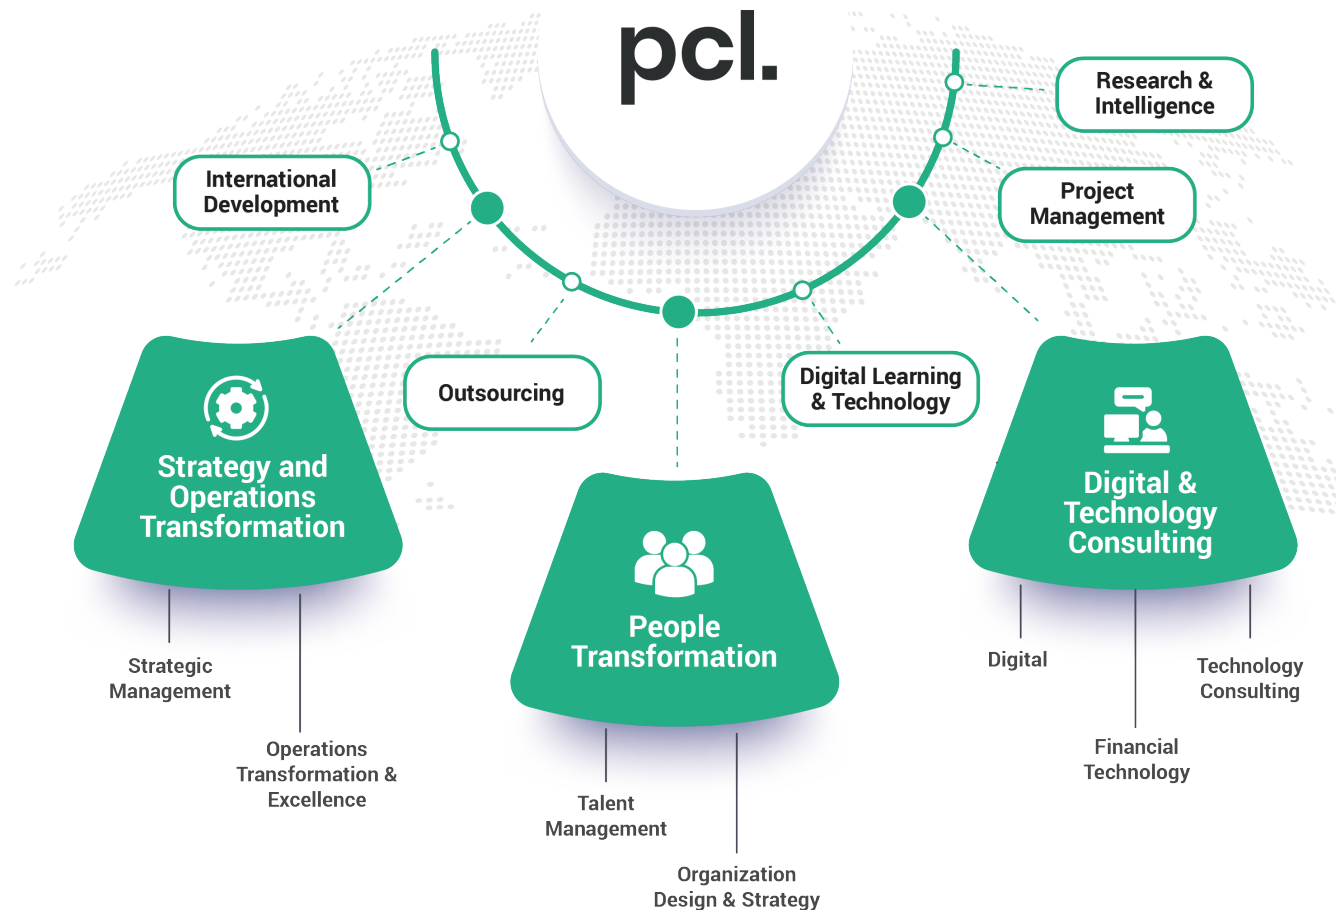 pcl.
Research &
Intelligence
Project
Management
International
Development
Outsourcing
Digital Learning
& Technology
Strategy and
Operations
Transformation
Strategic
Management
Operations
Transformation &
Excellence
People
Transformation
Talent
Management
Organization
Design & Strategy
Digital &
Technology
Consulting
Digital
Financial
Technology
Technology
Consulting